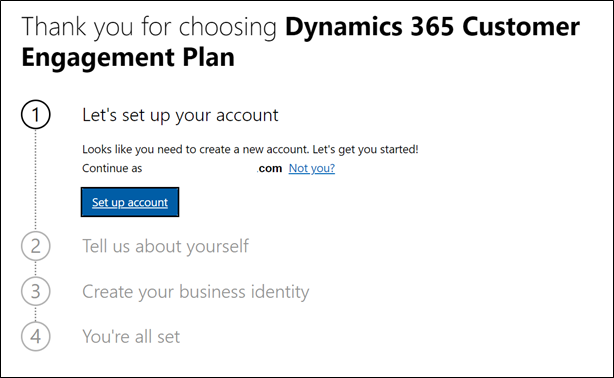 Thank you for choosing Dynamics 365 Customer
Engagement Plan
1 Let's set up your account
Looks like you need to create a new account. Let's get you started!
Continue as .com Not you?
Set up account
2 Tell us about yourself
3 Create your business identity
4 You're all set